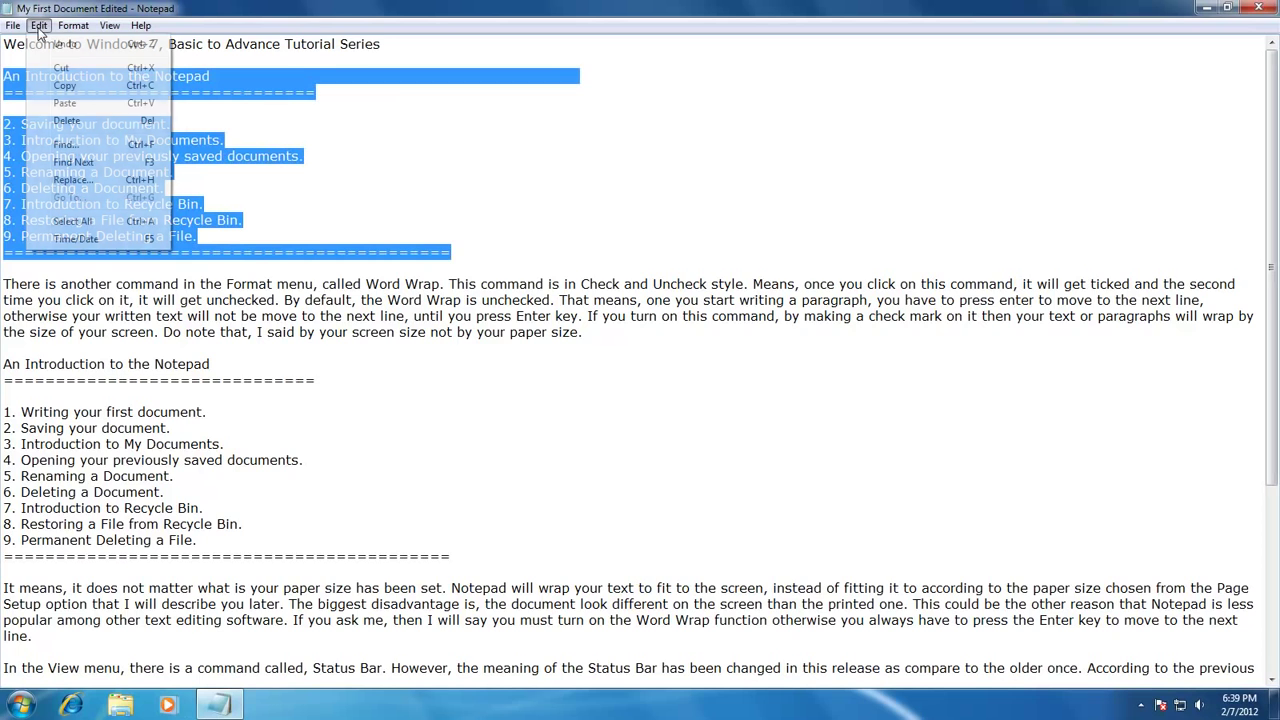 My First Document Edited - Notepad
File Edit Format View Help
Welcome to Windows 7, Basic to Advance Tutorial Series
Undo Ctrl+Z
An Introduction to the Notepad
=============================
Cut Ctrl+X
Copy Ctrl+C
Paste Ctrl+V
Delete Del
Find... Ctrl+F
Find Next F3
Replace... Ctrl+H
Go To... Ctrl+G
Select All Ctrl+A
Time/Date F5
2. Saving your document.
3. Introduction to My Documents.
4. Opening your previously saved documents.
5. Renaming a Document.
6. Deleting a Document.
7. Introduction to Recycle Bin.
8. Restoring a File from Recycle Bin.
9. Permanent Deleting a File.
==========================================
There is another command in the Format menu, called Word Wrap. This command is in Check and Uncheck style. Means, once you click on this command, it will get ticked and the second
time you click on it, it will get unchecked. By default, the Word Wrap is unchecked. That means, one you start writing a paragraph, you have to press enter to move to the next line,
otherwise your written text will not be move to the next line, until you press Enter key. If you turn on this command, by making a check mark on it then your text or paragraphs will wrap by
the size of your screen. Do note that, I said by your screen size not by your paper size.
An Introduction to the Notepad
=============================
1. Writing your first document.
2. Saving your document.
3. Introduction to My Documents.
4. Opening your previously saved documents.
5. Renaming a Document.
6. Deleting a Document.
7. Introduction to Recycle Bin.
8. Restoring a File from Recycle Bin.
9. Permanent Deleting a File.
==========================================
It means, it does not matter what is your paper size has been set. Notepad will wrap your text to fit to the screen, instead of fitting it to according to the paper size chosen from the Page
Setup option that I will describe you later. The biggest disadvantage is, the document look different on the screen than the printed one. This could be the other reason that Notepad is less
popular among other text editing software. If you ask me, then I will say you must turn on the Word Wrap function otherwise you always have to press the Enter key to move to the next
line.
In the View menu, there is a command called, Status Bar. However, the meaning of the Status Bar has been changed in this release as compare to the older once. According to the previous
6:39 PM
2/7/2012